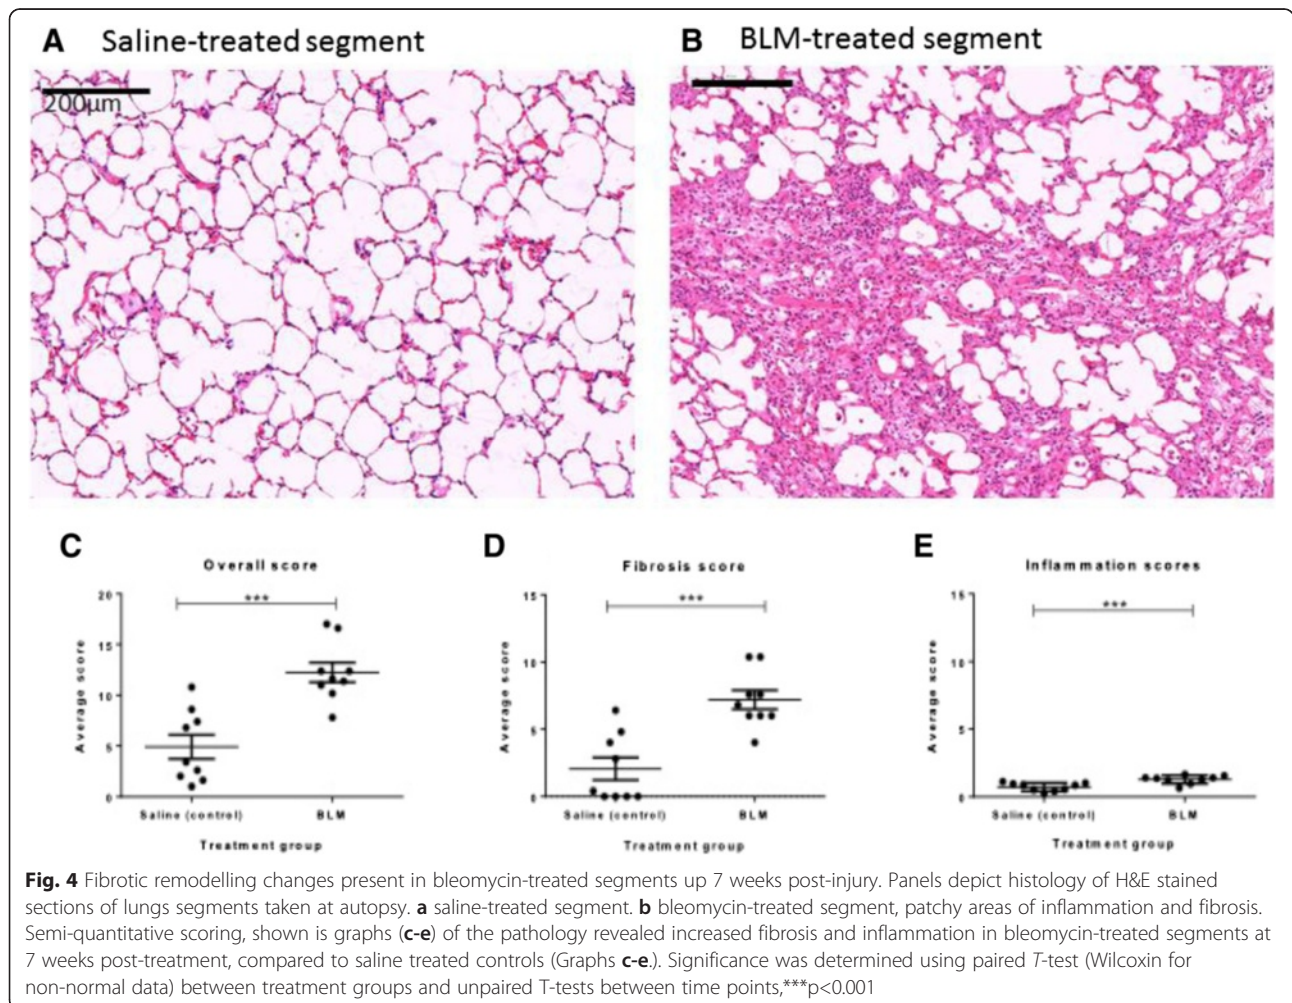 A Saline-treated segment
B BLM-treated segment
200μm
C
D
E
Overall score
Fibrosis score
Inflammation scores
20
15
10
5
0
Average score
***
Saline (control)
BLM
Treatment group
15
10
5
0
Average score
***
Saline (control)
BLM
Treatment group
15
10
5
0
Average score
***
Saline (control)
BLM
Treatment group
Fig. 4 Fibrotic remodelling changes present in bleomycin-treated segments up 7 weeks post-injury. Panels depict histology of H&E stained
sections of lungs segments taken at autopsy. a saline-treated segment. b bleomycin-treated segment, patchy areas of inflammation and fibrosis.
Semi-quantitative scoring, shown is graphs (c-e) of the pathology revealed increased fibrosis and inflammation in bleomycin-treated segments at
7 weeks post-treatment, compared to saline treated controls (Graphs c-e.). Significance was determined using paired T-test (Wilcoxin for
non-normal data) between treatment groups and unpaired T-tests between time points,***p<0.001